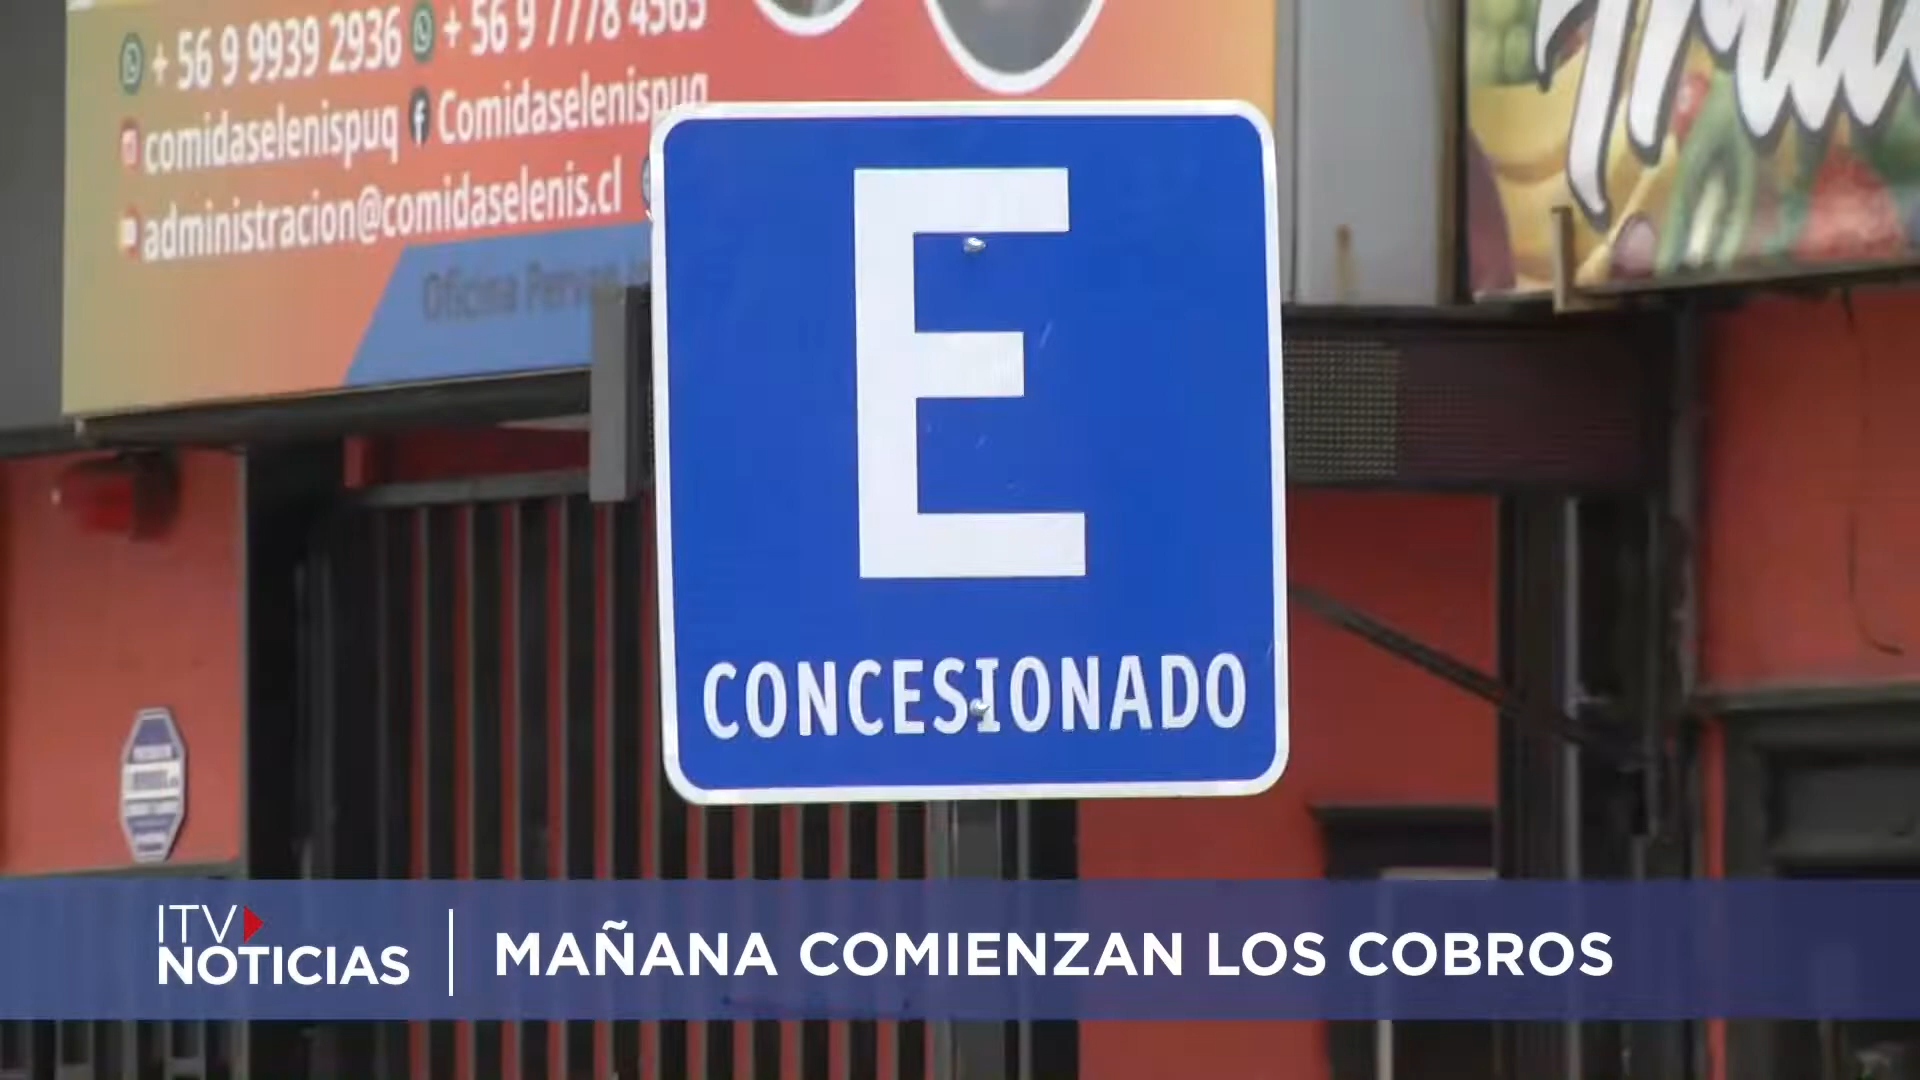 + 56 9 9939 2936
+ 56 9 7778 4565
comidaselenispuq
Comidaselenispuq
administracion@comidaselenis.cl
Oficina
E
CONCESIONADO
ITV
NOTICIAS
MAÑANA COMIENZAN LOS COBROS